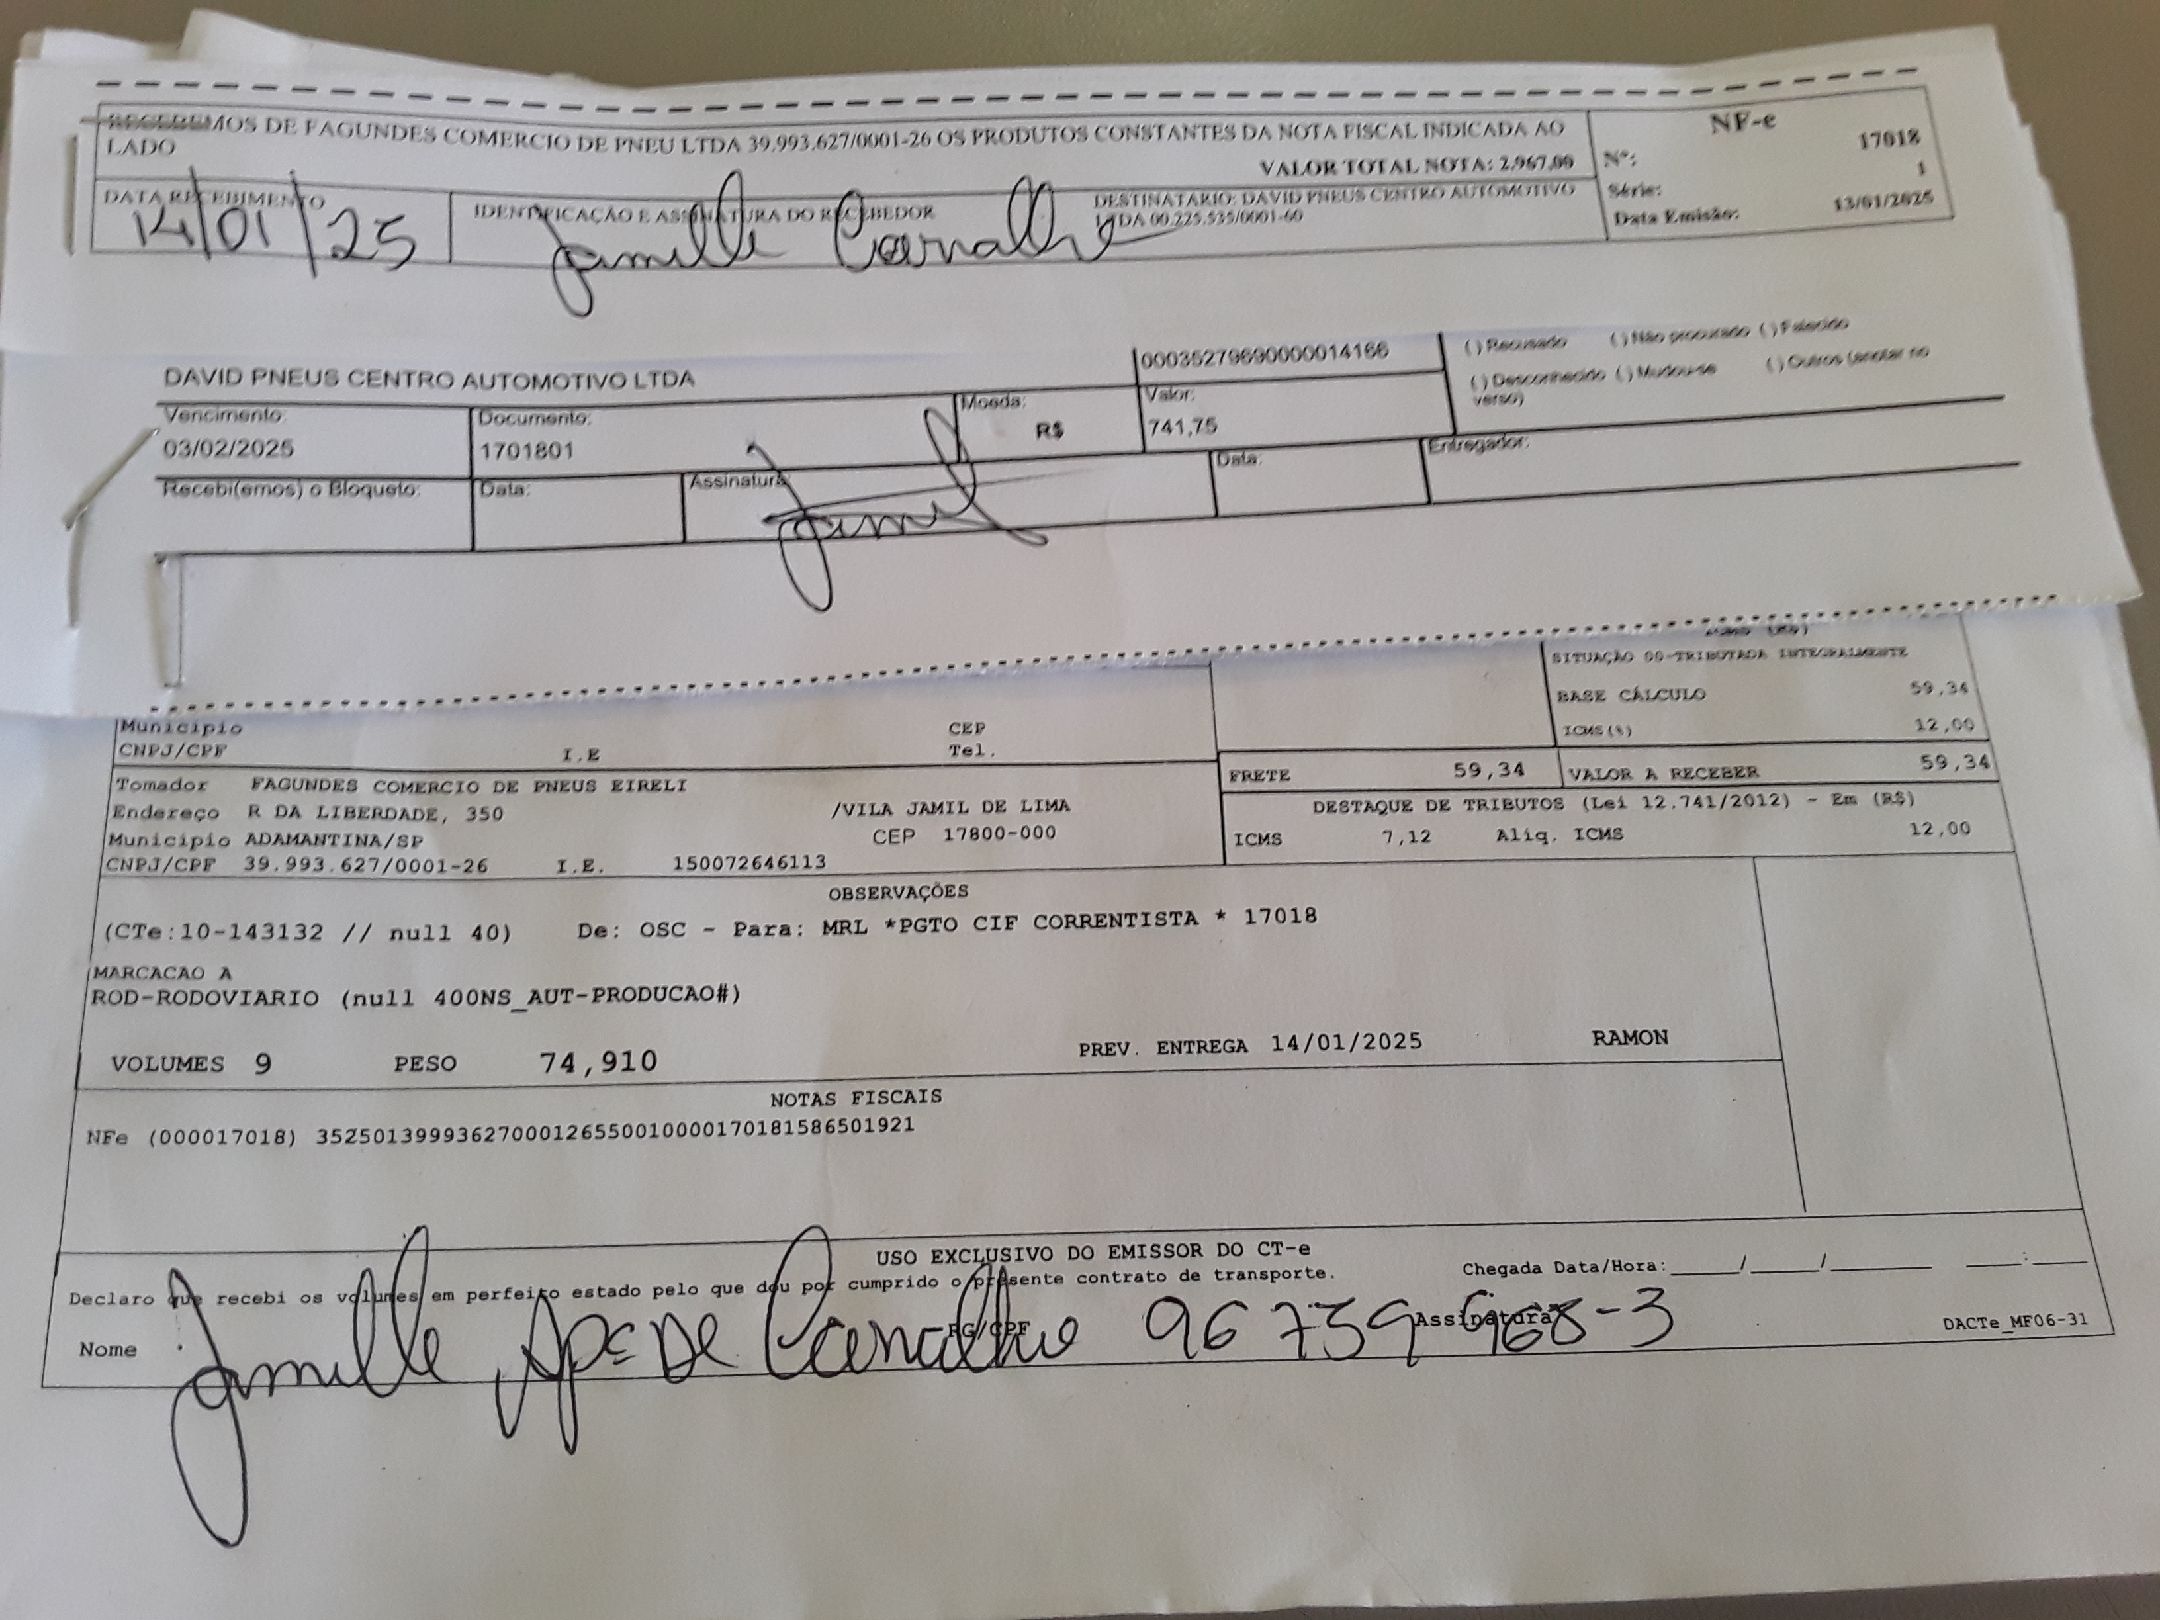 RECEBEMOS DE FAGUNDES COMERCIO DE PNEU LTDA 39.993.627/0001-26 OS PRODUTOS CONSTANTES DA NOTA FISCAL INDICADA AO
LADO
VALOR TOTAL NOTA: 2.967,00
NF-e
Nº: 17018
Série: 1
Data Emissão: 13/01/2025
DATA RECEBIMENTO
14/01/25
IDENTIFICAÇÃO E ASSINATURA DO RECEBEDOR
Jamille Carvalho
DESTINATÁRIO: DAVID PNEUS CENTRO AUTOMOTIVO
LTDA 00.225.535/0001-60
DAVID PNEUS CENTRO AUTOMOTIVO LTDA
00035279690000014166
( ) Recusado ( ) Não procurado ( ) Falecido
( ) Desconhecido ( ) Mudou-se ( ) Outros (anotar no
verso)
Vencimento: Documento: Moeda: Valor:
03/02/2025 1701801 R$ 741,75
Recebi(emos) o Bloqueto: Data: Assinatura: Data: Entregador:
SITUAÇÃO 00-TRIBUTADA INTEGRALMENTE
BASE CÁLCULO 59,34
ICMS(%) 12,00
Município CEP
CNPJ/CPF I.E Tel.
FRETE 59,34 VALOR A RECEBER 59,34
Tomador FAGUNDES COMERCIO DE PNEUS EIRELI
Endereço R DA LIBERDADE, 350 /VILA JAMIL DE LIMA
Município ADAMANTINA/SP CEP 17800-000
CNPJ/CPF 39.993.627/0001-26 I.E. 150072646113
DESTAQUE DE TRIBUTOS (Lei 12.741/2012) - Em (R$)
ICMS 7,12 Aliq. ICMS 12,00
OBSERVAÇÕES
(CTe:10-143132 // null 40) De: OSC - Para: MRL *PGTO CIF CORRENTISTA * 17018
MARCACAO A
ROD-RODOVIARIO (null 400NS_AUT-PRODUCAO#)
VOLUMES 9 PESO 74,910 PREV. ENTREGA 14/01/2025 RAMON
NOTAS FISCAIS
NFe (000017018) 35250139993627000126550010000170181586501921
USO EXCLUSIVO DO EMISSOR DO CT-e
Declaro que recebi os volumes em perfeito estado pelo que dou por cumprido o presente contrato de transporte.
Chegada Data/Hora:_____/_____/_______ ___:____
Nome RG/CPF Assinatura
Jamille Apª De Carvalho
DACTe_MF06-31